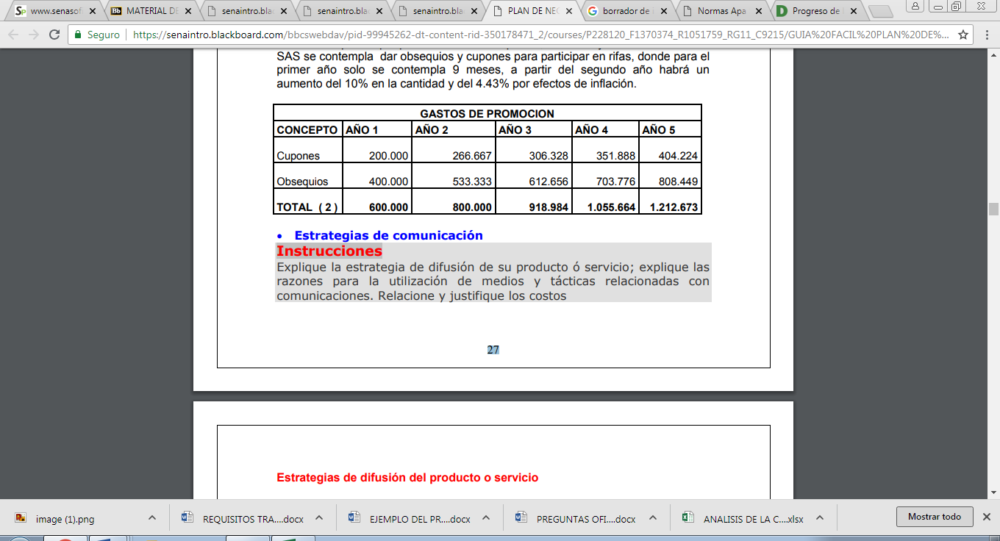 www.senasof
MATERIAL DE
senaintro.bla
senaintro.bla
senaintro.bla
PLAN DE NEG
borrador de
Normas Apa
Progreso de
Seguro
https://senaintro.blackboard.com/bbcswebdav/pid-99945262-dt-content-rid-350178471_2/courses/P228120_F1370374_R1051759_RG11_C9215/GUIA%20FACIL%20PLAN%20DE%...
SAS se contempla dar obsequios y cupones para participar en rifas, donde para el
primer año solo se contempla 9 meses, a partir del segundo año habrá un
aumento del 10% en la cantidad y del 4.43% por efectos de inflación.
GASTOS DE PROMOCION
CONCEPTO AÑO 1 AÑO 2 AÑO 3 AÑO 4 AÑO 5
Cupones 200.000 266.667 306.328 351.888 404.224
Obsequios 400.000 533.333 612.656 703.776 808.449
TOTAL ( 2 ) 600.000 800.000 918.984 1.055.664 1.212.673
• Estrategias de comunicación
Instrucciones
Explique la estrategia de difusión de su producto ó servicio; explique las
razones para la utilización de medios y tácticas relacionadas con
comunicaciones. Relacione y justifique los costos
27
Estrategias de difusión del producto o servicio
image (1).png
REQUISITOS TRA....docx
EJEMPLO DEL PR....docx
PREGUNTAS OFI....docx
ANALISIS DE LA C....xlsx
Mostrar todo